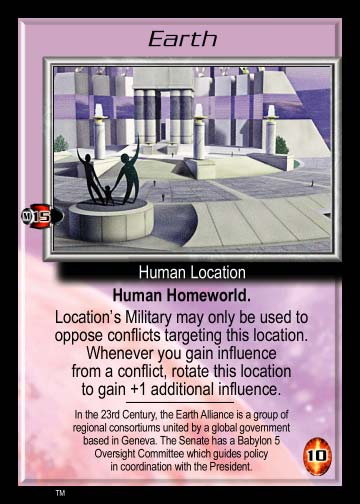 Earth
M 15
Human Location
Human Homeworld.
Location's Military may only be used to
oppose conflicts targeting this location.
Whenever you gain influence
from a conflict, rotate this location
to gain +1 additional influence.
In the 23rd Century, the Earth Alliance is a group of
regional consortiums united by a global government
based in Geneva. The Senate has a Babylon 5
Oversight Committee which guides policy
in coordination with the President.
10
TM